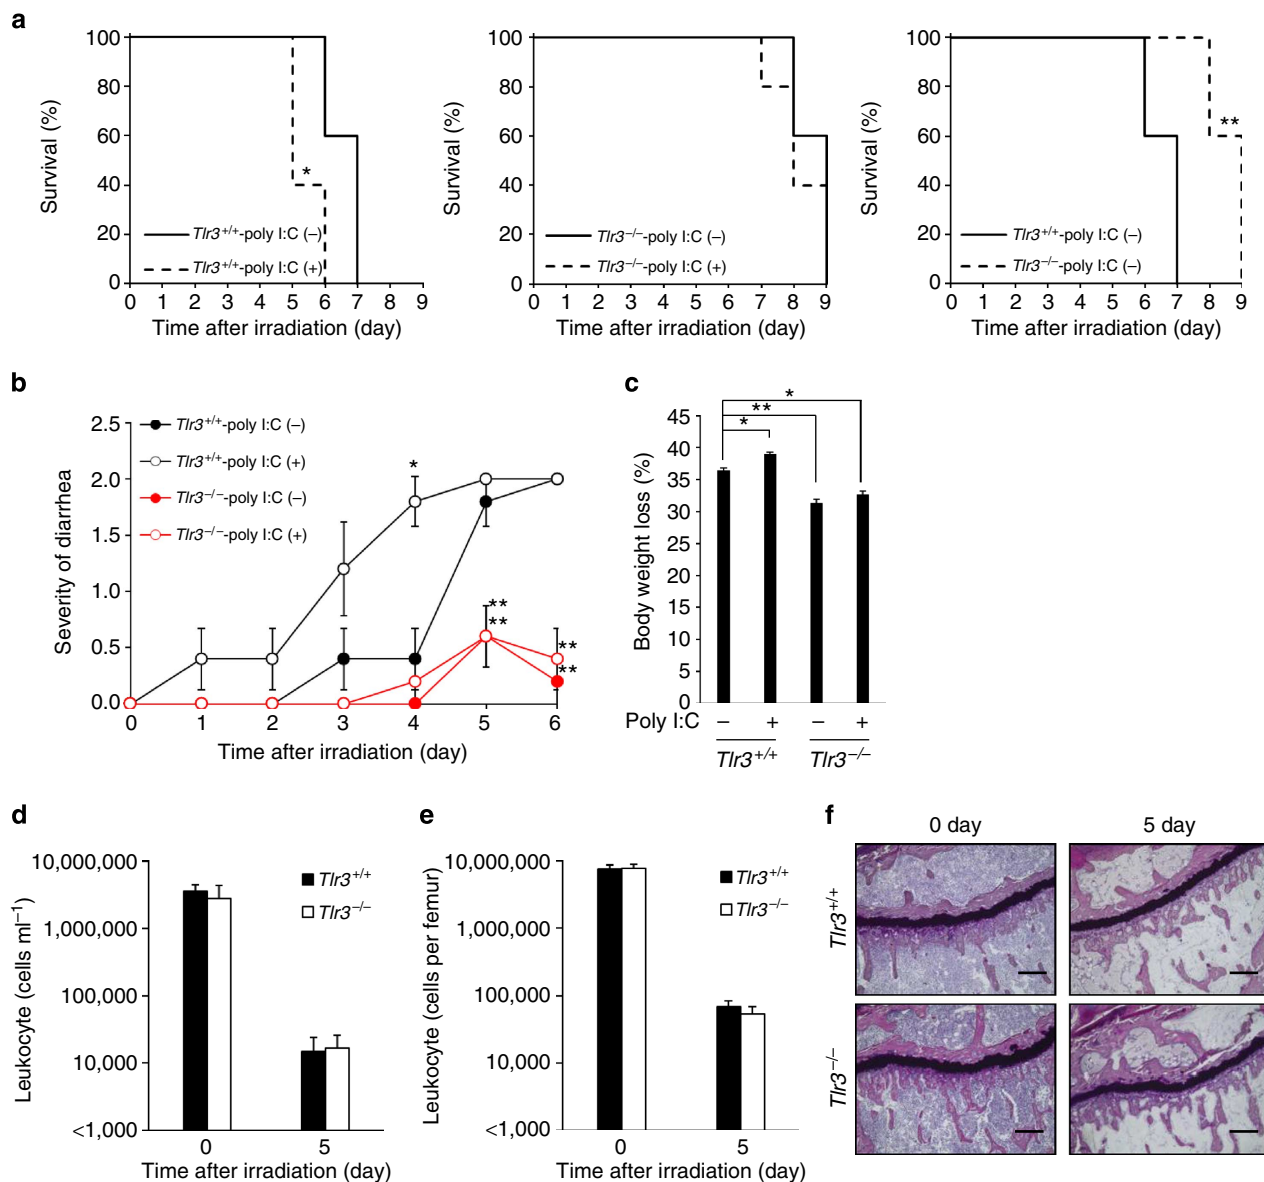 a
100
80
60
40
20
0
Survival (%)
*
Tlr3+/+-poly I:C (–)
Tlr3+/+-poly I:C (+)
0 1 2 3 4 5 6 7 8 9
Time after irradiation (day)
100
80
60
40
20
0
Survival (%)
Tlr3–/–-poly I:C (–)
Tlr3–/–-poly I:C (+)
0 1 2 3 4 5 6 7 8 9
Time after irradiation (day)
100
80
60
40
20
0
Survival (%)
**
Tlr3+/+-poly I:C (–)
Tlr3–/–-poly I:C (–)
0 1 2 3 4 5 6 7 8 9
Time after irradiation (day)
b
2.5
2.0
1.5
1.0
0.5
0.0
Severity of diarrhea
Tlr3+/+-poly I:C (–)
Tlr3+/+-poly I:C (+)
Tlr3–/–-poly I:C (–)
Tlr3–/–-poly I:C (+)
*
**
**
**
**
0 1 2 3 4 5 6
Time after irradiation (day)
c
45
40
35
30
25
20
15
10
5
0
Body weight loss (%)
*
**
*
Poly I:C – + – +
Tlr3+/+ Tlr3–/–
d
10,000,000
1,000,000
100,000
10,000
<1,000
Leukocyte (cells ml–1)
Tlr3+/+
Tlr3–/–
0 5
Time after irradiation (day)
e
10,000,000
1,000,000
100,000
10,000
<1,000
Leukocyte (cells per femur)
Tlr3+/+
Tlr3–/–
0 5
Time after irradiation (day)
f
0 day 5 day
Tlr3+/+
Tlr3–/–